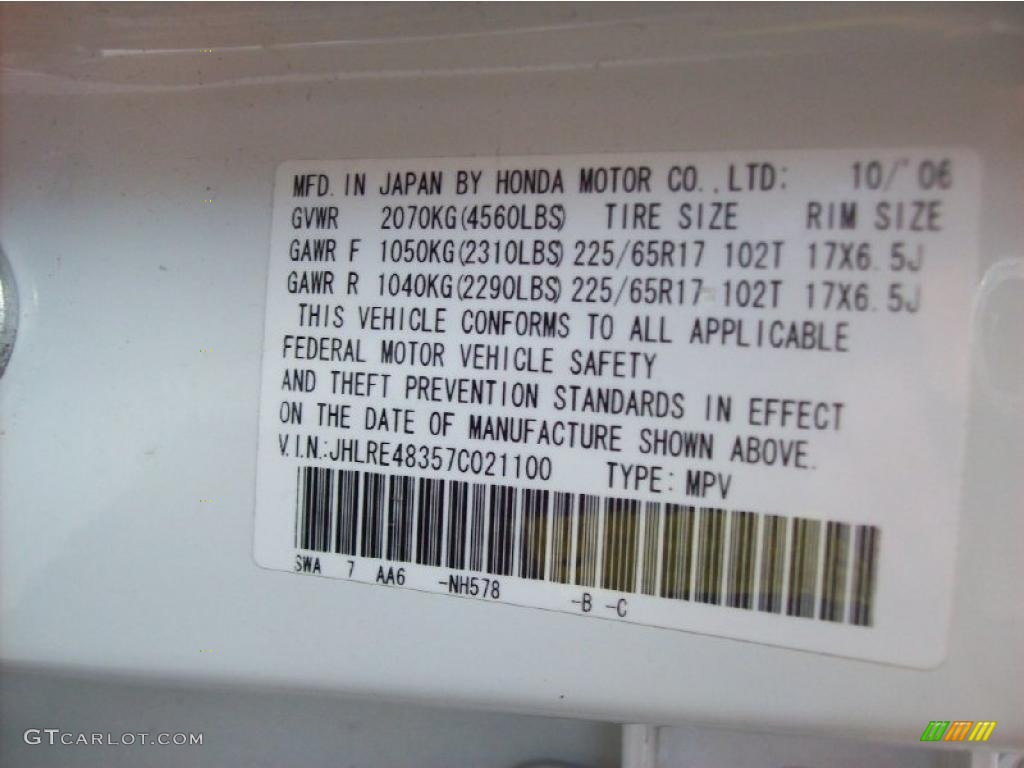 MFD. IN JAPAN BY HONDA MOTOR CO., LTD: 10/'06
GVWR 2070KG(4560LBS) TIRE SIZE RIM SIZE
GAWR F 1050KG(2310LBS) 225/65R17 102T 17X6.5J
GAWR R 1040KG(2290LBS) 225/65R17 102T 17X6.5J
THIS VEHICLE CONFORMS TO ALL APPLICABLE
FEDERAL MOTOR VEHICLE SAFETY
AND THEFT PREVENTION STANDARDS IN EFFECT
ON THE DATE OF MANUFACTURE SHOWN ABOVE.
V.I.N.:JHLRE48357C021100 TYPE: MPV
SWA 7 AA6 -NH578 -B -C
GTCARLOT.COM